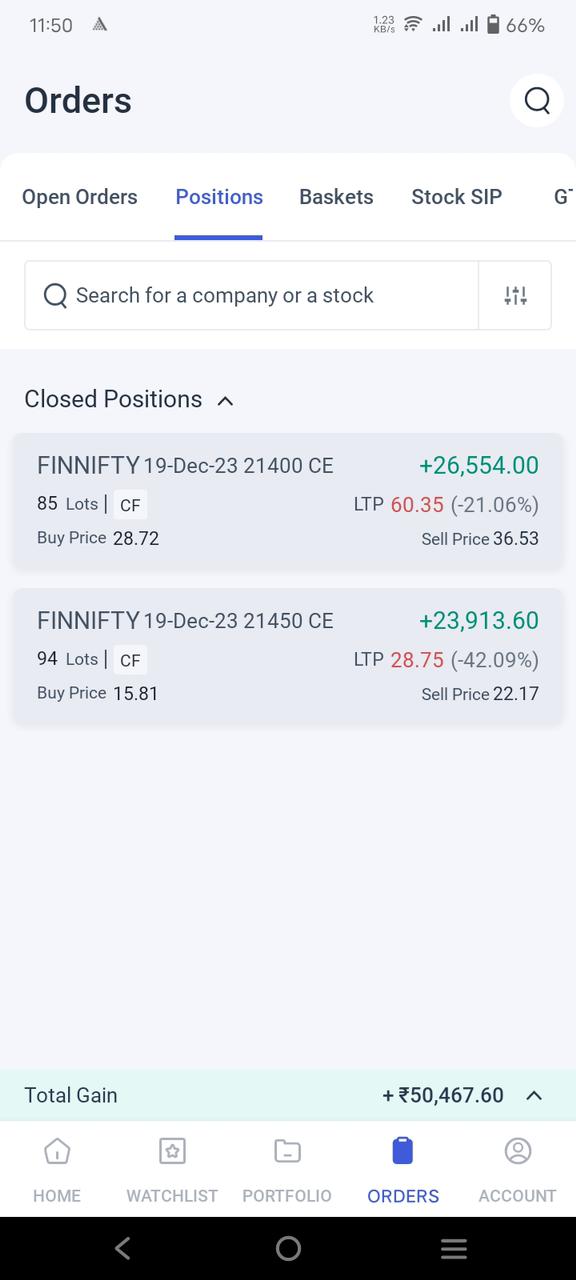 11:50 1.23 KB/s 66%
Orders
Open Orders Positions Baskets Stock SIP
Search for a company or a stock
Closed Positions
FINNIFTY 19-Dec-23 21400 CE +26,554.00
85 Lots | CF LTP 60.35 (-21.06%)
Buy Price 28.72 Sell Price 36.53
FINNIFTY 19-Dec-23 21450 CE +23,913.60
94 Lots | CF LTP 28.75 (-42.09%)
Buy Price 15.81 Sell Price 22.17
Total Gain + ₹50,467.60
HOME WATCHLIST PORTFOLIO ORDERS ACCOUNT